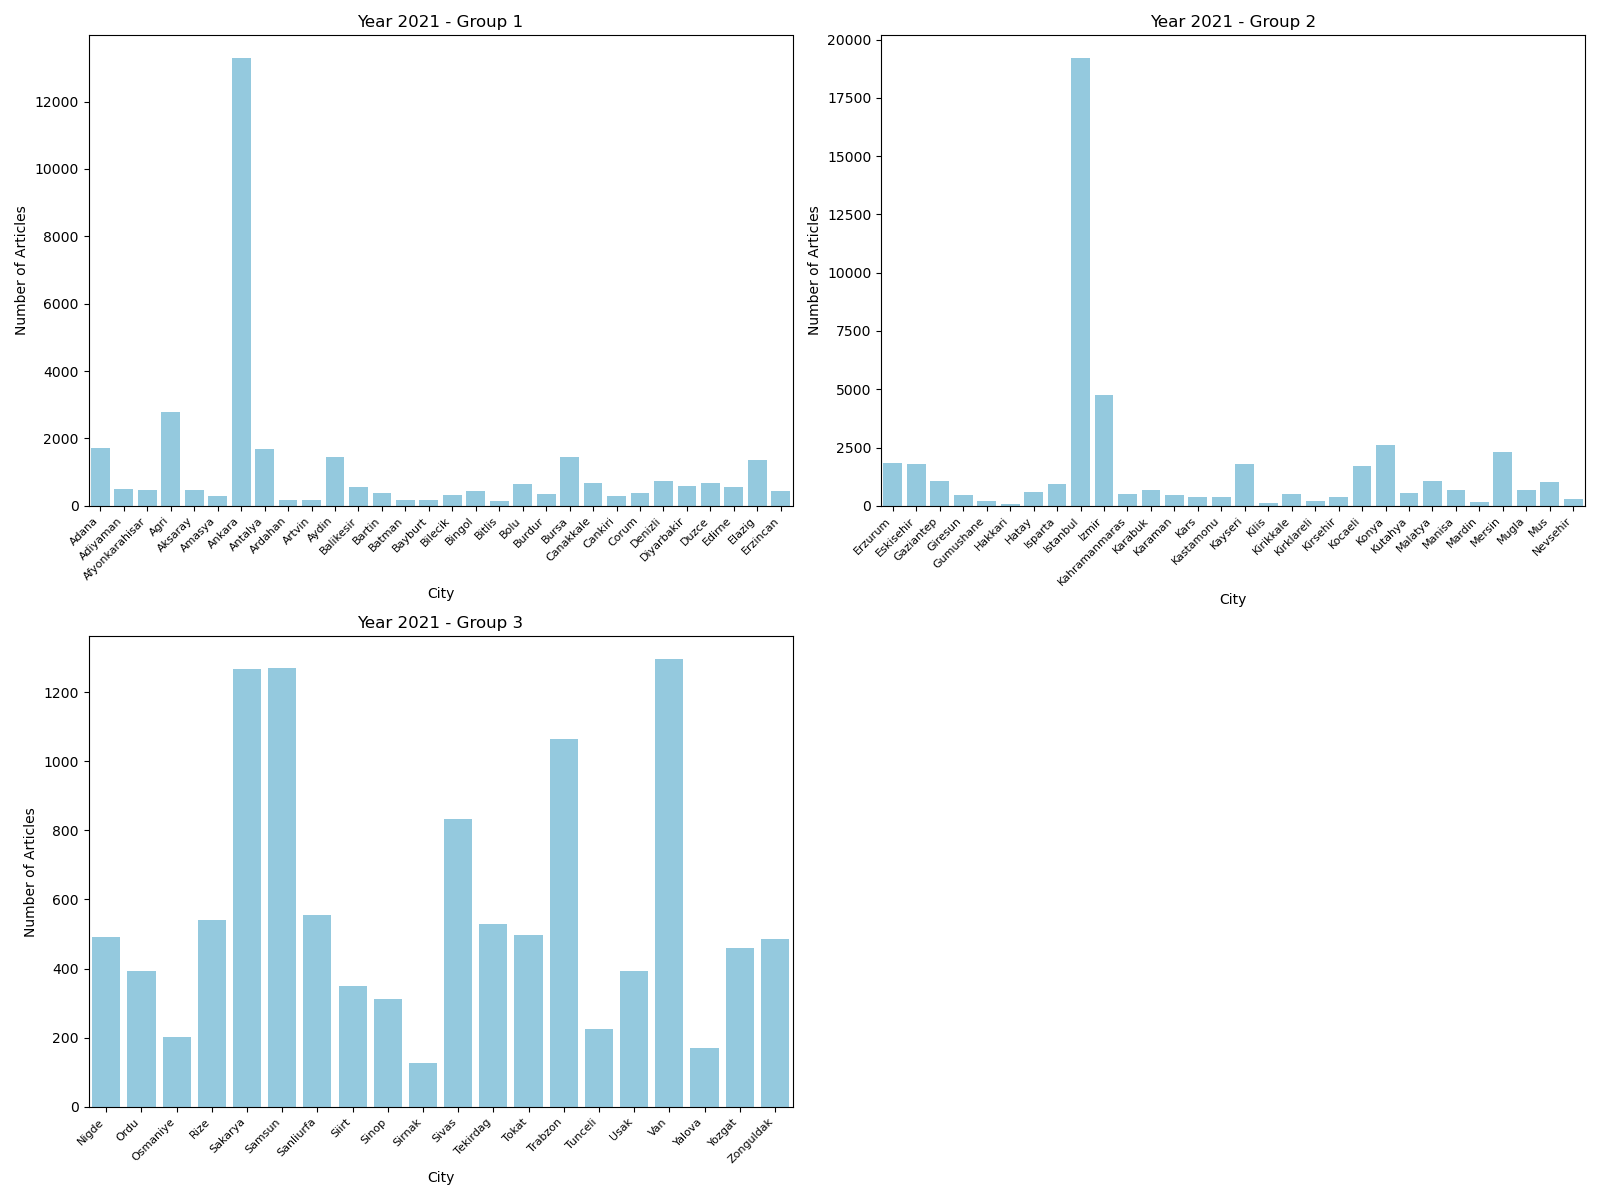 Year 2021 - Group 1
Number of Articles
12000
10000
8000
6000
4000
2000
0
Adana
Adiyaman
Afyonkarahisar
Agri
Aksaray
Amasya
Ankara
Antalya
Ardahan
Artvin
Aydin
Balikesir
Bartin
Batman
Bayburt
Bilecik
Bingol
Bitlis
Bolu
Burdur
Bursa
Canakkale
Cankiri
Corum
Denizli
Diyarbakir
Duzce
Edirne
Elazig
Erzincan
City
Year 2021 - Group 2
Number of Articles
20000
17500
15000
12500
10000
7500
5000
2500
0
Erzurum
Eskisehir
Gaziantep
Giresun
Gumushane
Hakkari
Hatay
Isparta
Istanbul
Izmir
Kahramanmaras
Karabuk
Karaman
Kars
Kastamonu
Kayseri
Kilis
Kirikkale
Kirklareli
Kirsehir
Kocaeli
Konya
Kutahya
Malatya
Manisa
Mardin
Mersin
Mugla
Mus
Nevsehir
City
Year 2021 - Group 3
Number of Articles
1200
1000
800
600
400
200
0
Nigde
Ordu
Osmaniye
Rize
Sakarya
Samsun
Sanliurfa
Siirt
Sinop
Sirnak
Sivas
Tekirdag
Tokat
Trabzon
Tunceli
Usak
Van
Yalova
Yozgat
Zonguldak
City